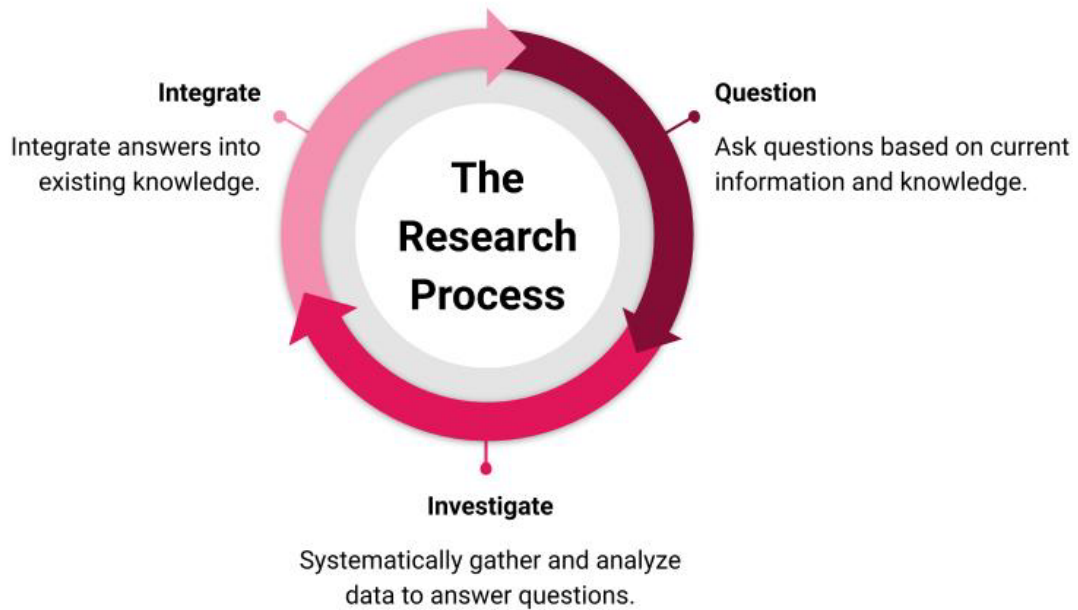 The
Research
Process
Question
Ask questions based on current
information and knowledge.
Investigate
Systematically gather and analyze
data to answer questions.
Integrate
Integrate answers into
existing knowledge.